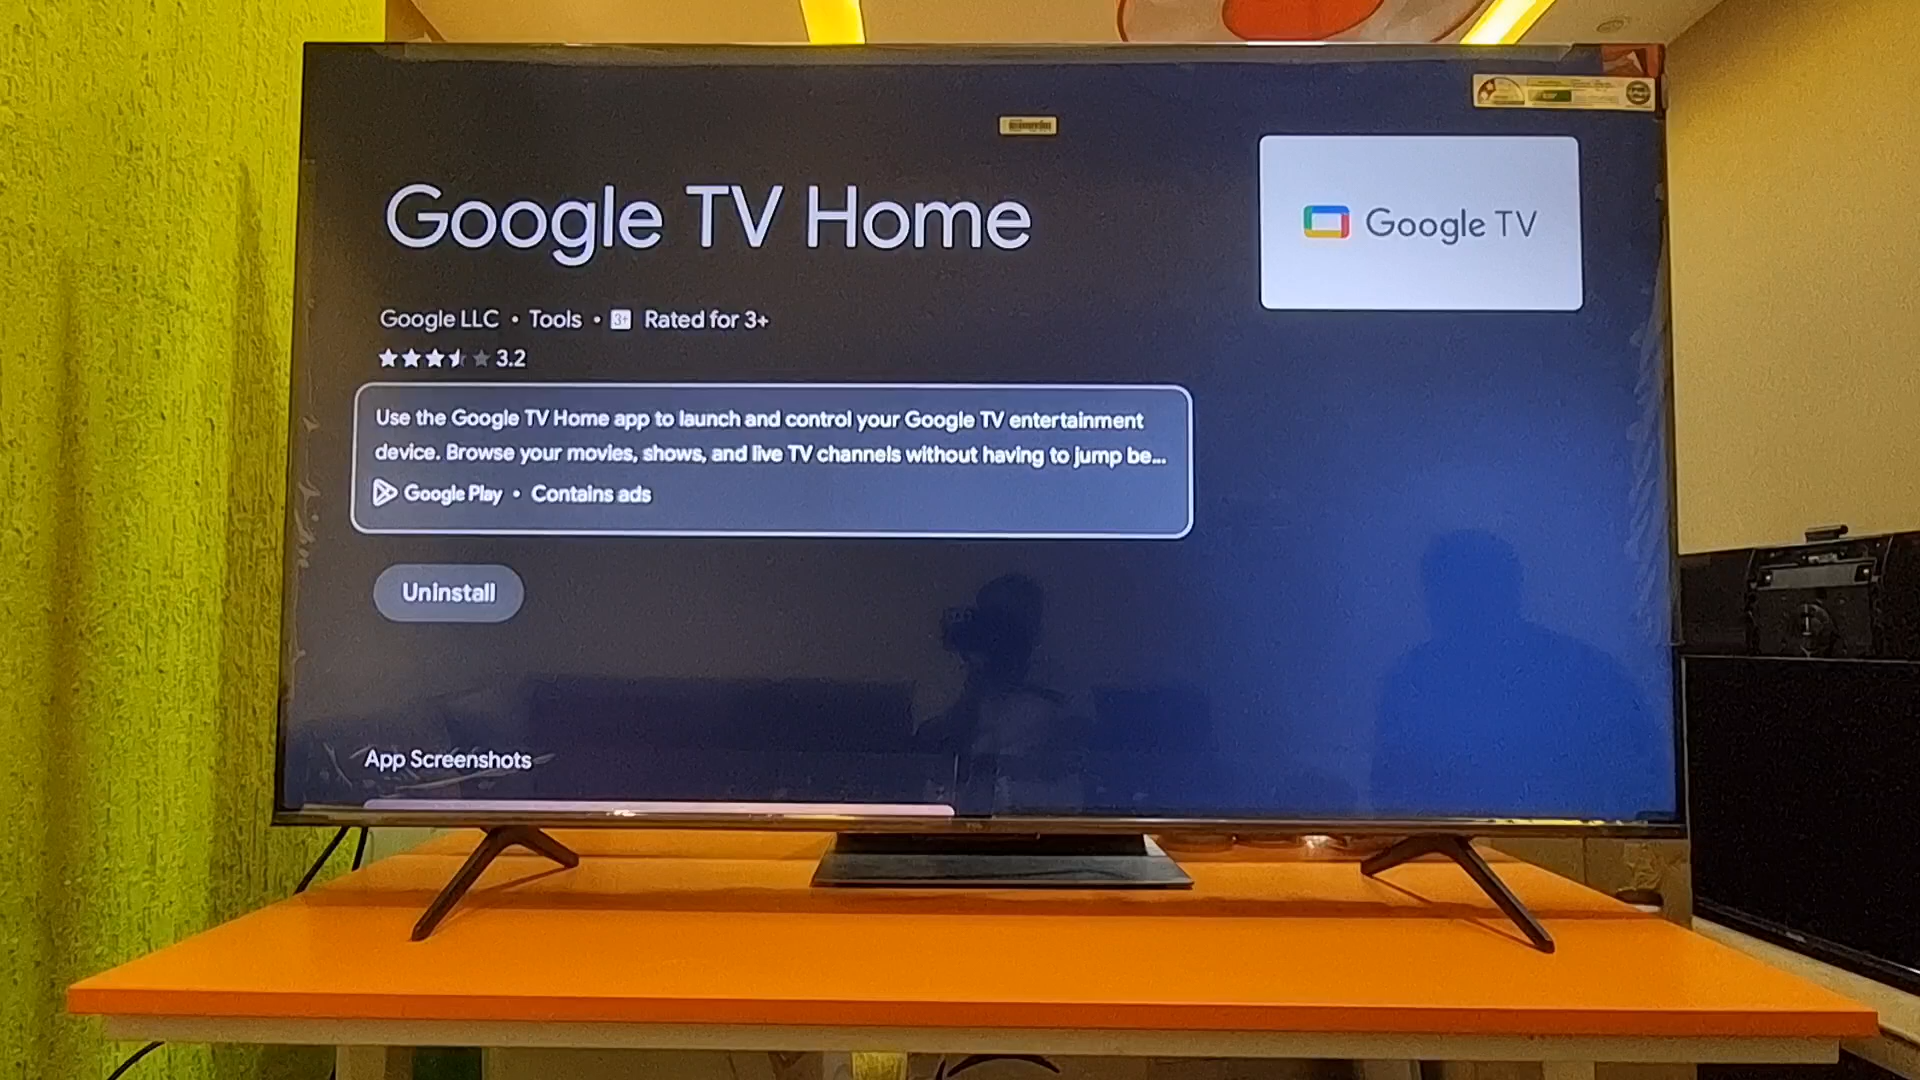 Google TV Home
Google TV
Google LLC • Tools • 3+ Rated for 3+
3.2
Use the Google TV Home app to launch and control your Google TV entertainment
device. Browse your movies, shows, and live TV channels without having to jump be...
Google Play • Contains ads
Uninstall
App Screenshots